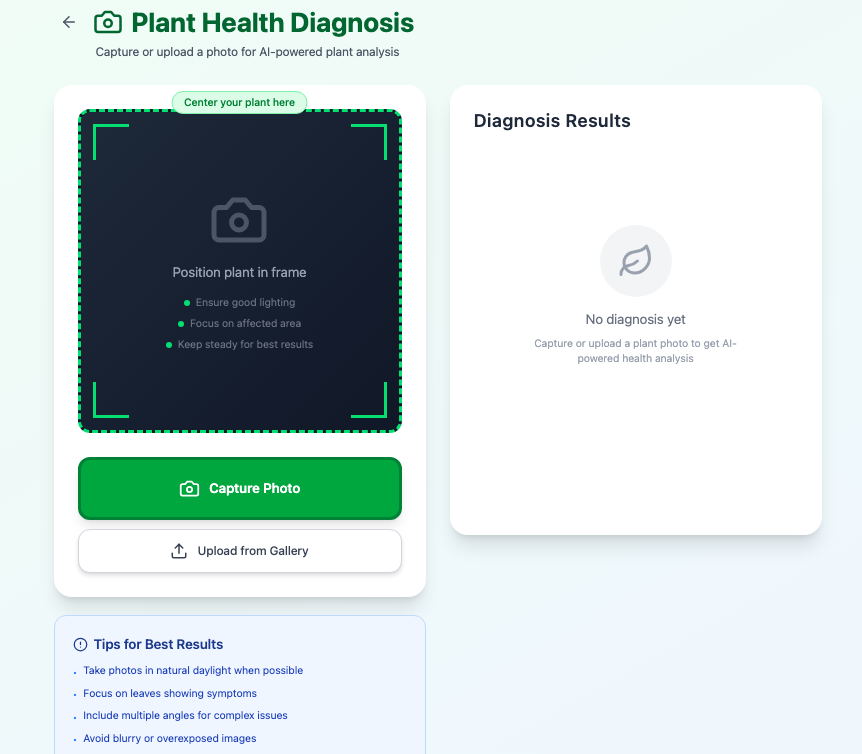 Plant Health Diagnosis
Capture or upload a photo for AI-powered plant analysis
Center your plant here
Position plant in frame
Ensure good lighting
Focus on affected area
Keep steady for best results
Capture Photo
Upload from Gallery
Tips for Best Results
• Take photos in natural daylight when possible
• Focus on leaves showing symptoms
• Include multiple angles for complex issues
• Avoid blurry or overexposed images
Diagnosis Results
No diagnosis yet
Capture or upload a plant photo to get AI-
powered health analysis